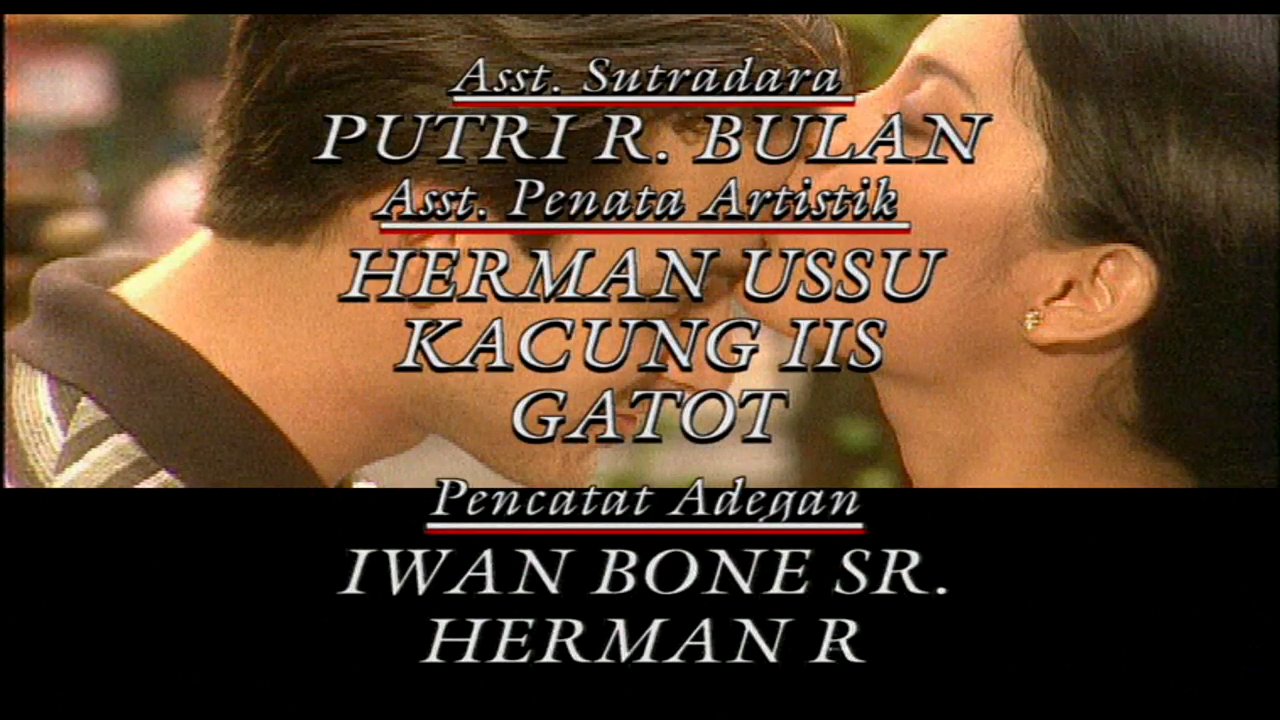 Asst. Sutradara
PUTRI R. BULAN
Asst. Penata Artistik
HERMAN USSU
KACUNG IIS
GATOT
Pencatat Adegan
IWAN BONE SR.
HERMAN R